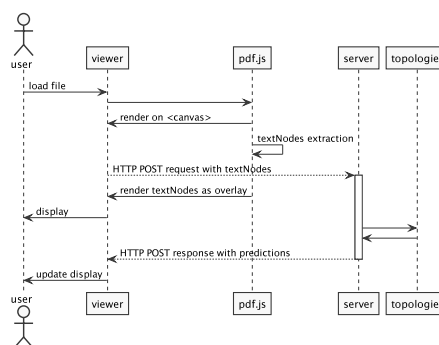 user
viewer
pdf.js
server
topologie
load file
render on <canvas>
textNodes extraction
HTTP POST request with textNodes
render textNodes as overlay
display
HTTP POST response with predictions
update display
user
viewer
pdf.js
server
topologie